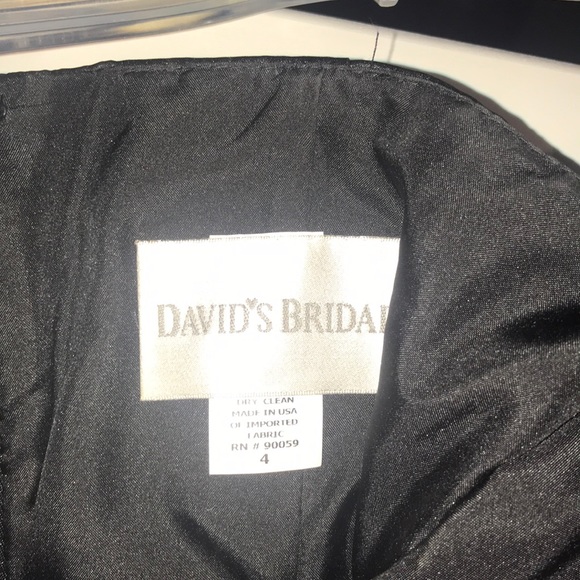 DAVID'S BRIDAL
DRY CLEAN
MADE IN USA
OF IMPORTED
FABRIC
RN # 90059
4